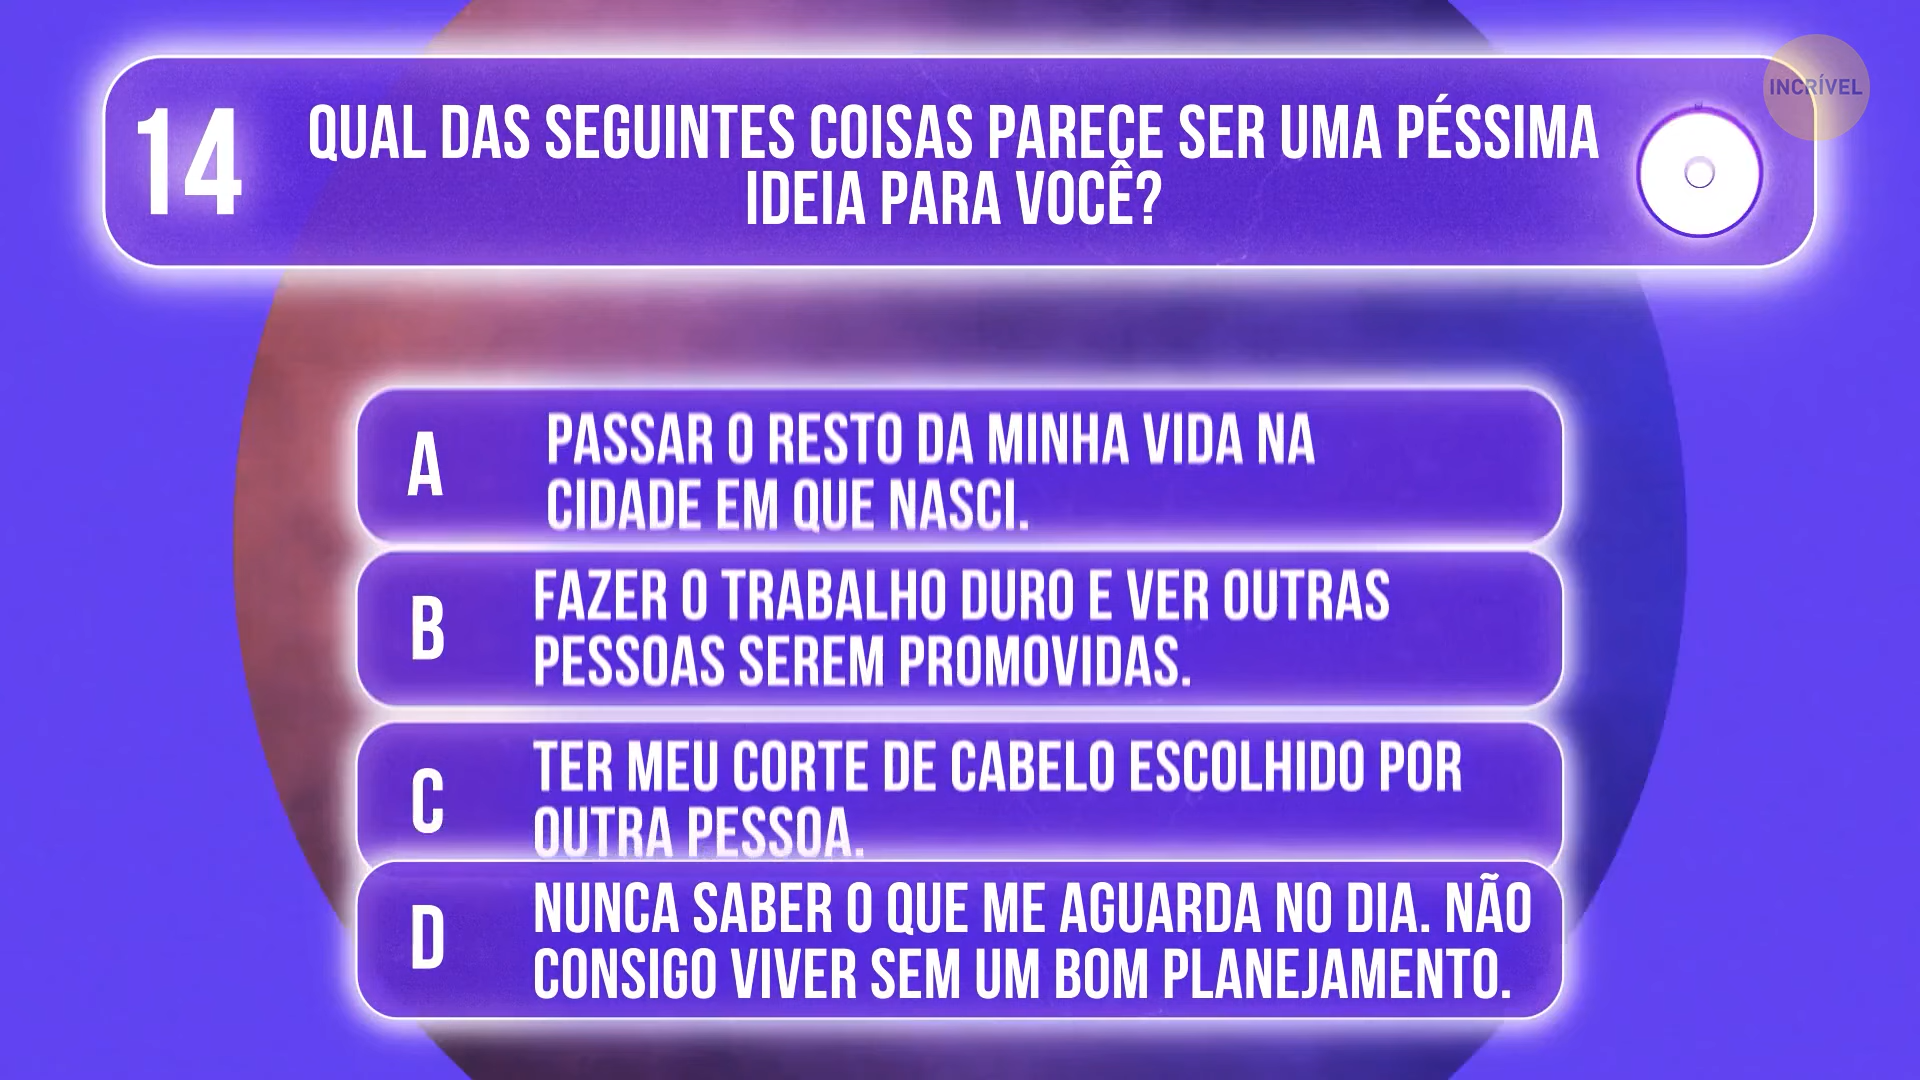 INCRÍVEL
14
QUAL DAS SEGUINTES COISAS PARECE SER UMA PÉSSIMA
IDEIA PARA VOCÊ?
A
PASSAR O RESTO DA MINHA VIDA NA
CIDADE EM QUE NASCI.
B
FAZER O TRABALHO DURO E VER OUTRAS
PESSOAS SEREM PROMOVIDAS.
C
TER MEU CORTE DE CABELO ESCOLHIDO POR
OUTRA PESSOA.
D
NUNCA SABER O QUE ME AGUARDA NO DIA. NÃO
CONSIGO VIVER SEM UM BOM PLANEJAMENTO.